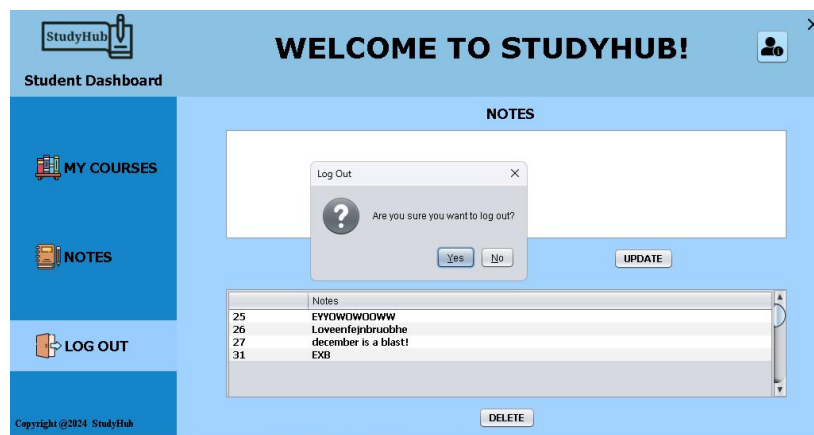 StudyHub
WELCOME TO STUDYHUB!
Student Dashboard
NOTES
MY COURSES
Log Out
Are you sure you want to log out?
Yes No
NOTES
UPDATE
Notes
25 EYYOWOWOOWW
26 Loveenfejnbruobhe
27 december is a blast!
31 EXB
LOG OUT
DELETE
Copyright @2024 StudyHub